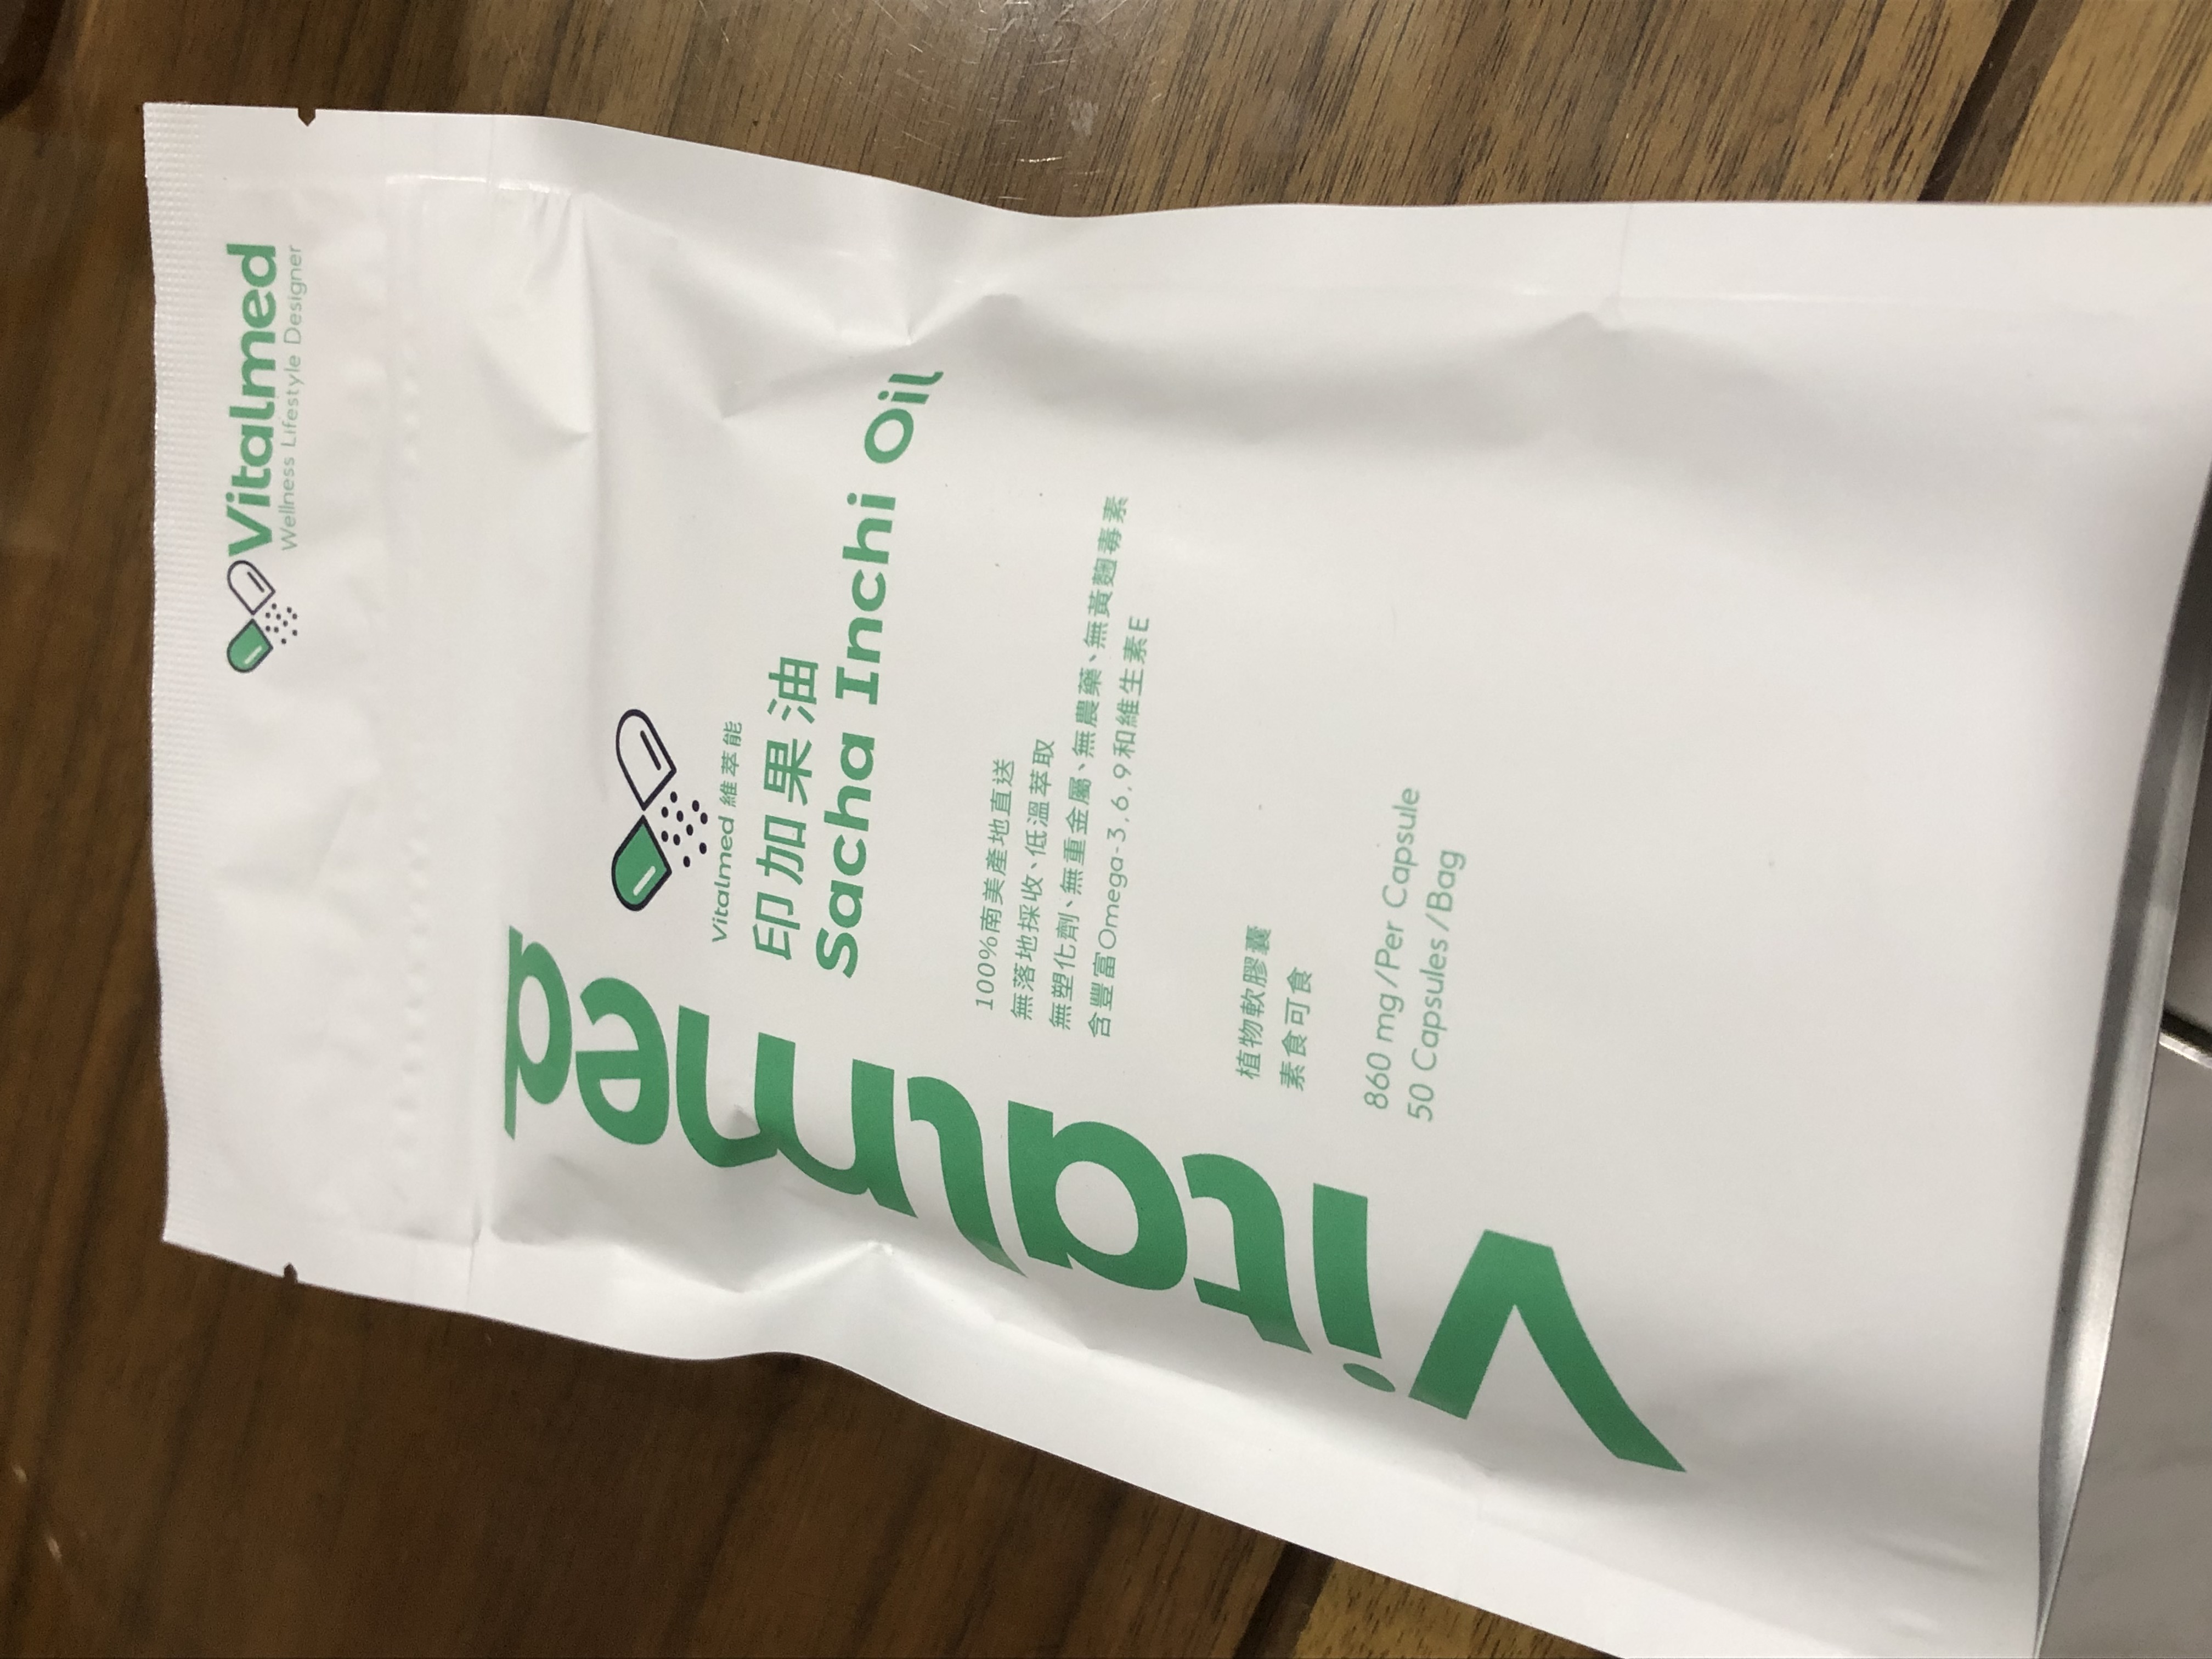 Vitalmed
Wellness Lifestyle Designer
Vitalmed
Vitalmed 維萃能
印加果油
Sacha Inchi Oil
100%南美產地直送
無落地採收、低溫萃取
無塑化劑、無重金屬、無農藥、無黃麴毒素
含豐富Omega-3,6,9和維生素E
植物軟膠囊
素食可食
860 mg/Per Capsule
50 Capsules/Bag